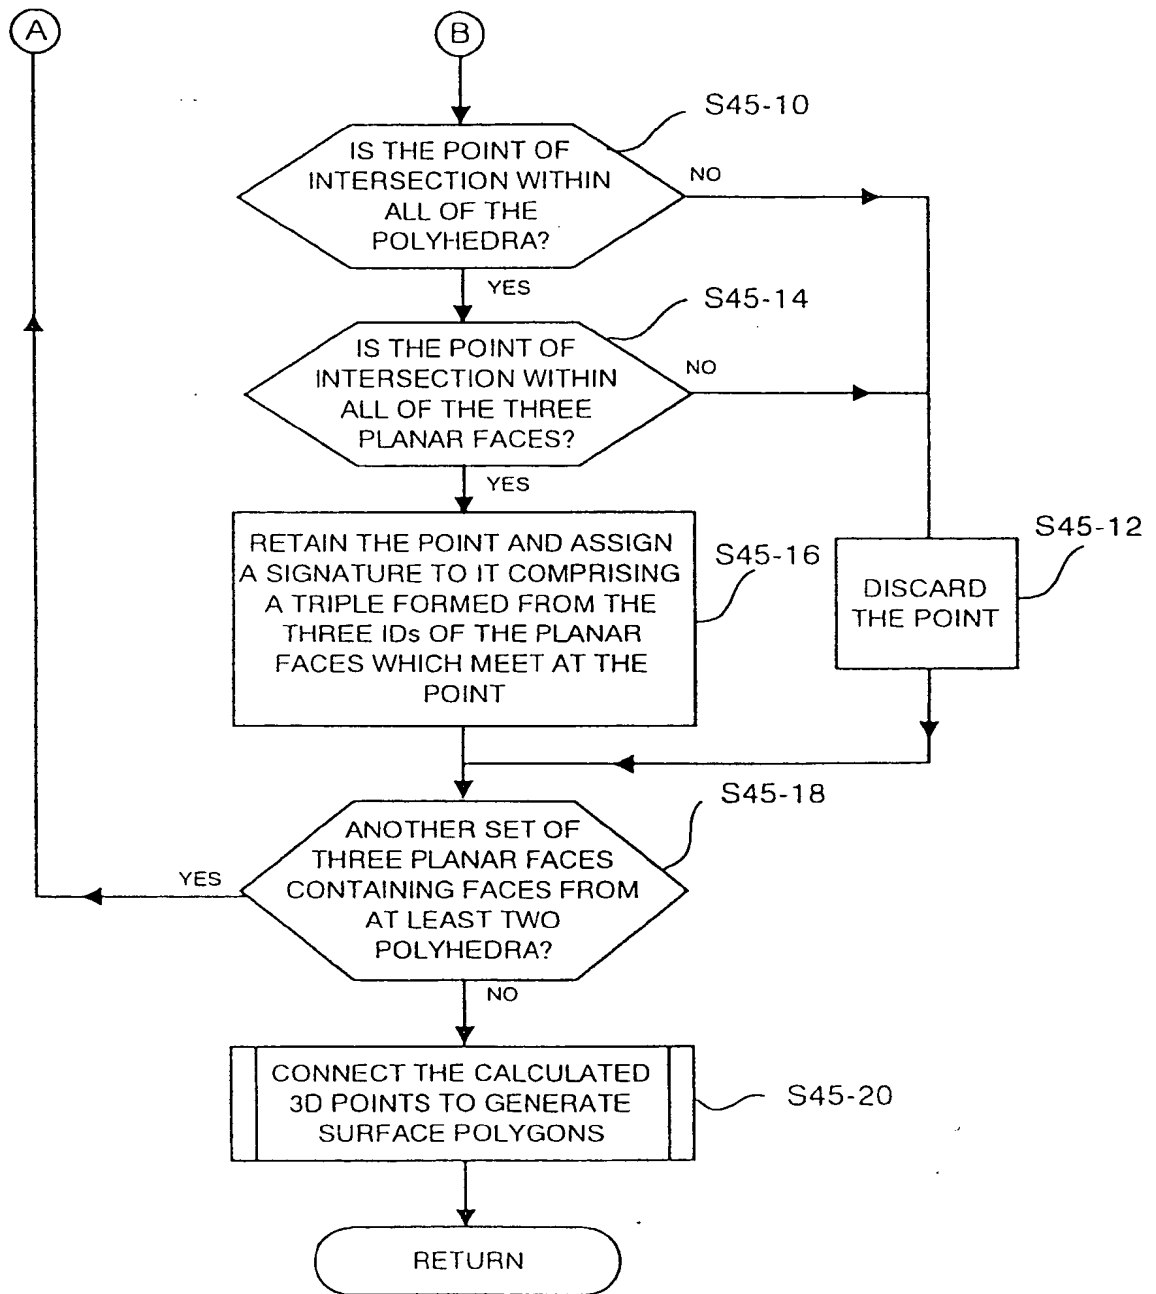 A
B
S45-10
IS THE POINT OF
INTERSECTION WITHIN
ALL OF THE
POLYHEDRA?
NO
YES
S45-14
IS THE POINT OF
INTERSECTION WITHIN
ALL OF THE THREE
PLANAR FACES?
NO
YES
RETAIN THE POINT AND ASSIGN
A SIGNATURE TO IT COMPRISING
A TRIPLE FORMED FROM THE
THREE IDs OF THE PLANAR
FACES WHICH MEET AT THE
POINT
S45-16
S45-12
DISCARD
THE POINT
S45-18
ANOTHER SET OF
THREE PLANAR FACES
CONTAINING FACES FROM
AT LEAST TWO
POLYHEDRA?
YES
NO
CONNECT THE CALCULATED
3D POINTS TO GENERATE
SURFACE POLYGONS
S45-20
RETURN